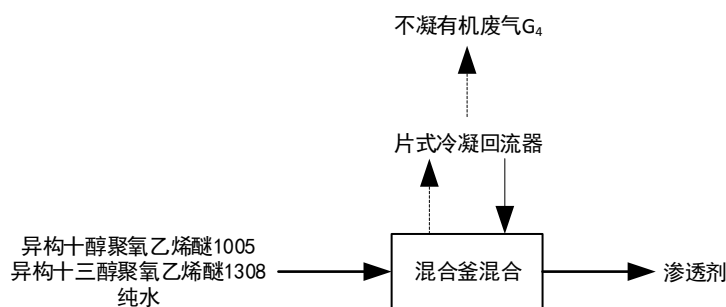 不凝有机废气G₄
片式冷凝回流器
异构十醇聚氧乙烯醚1005
异构十三醇聚氧乙烯醚1308
纯水
混合釜混合
渗透剂